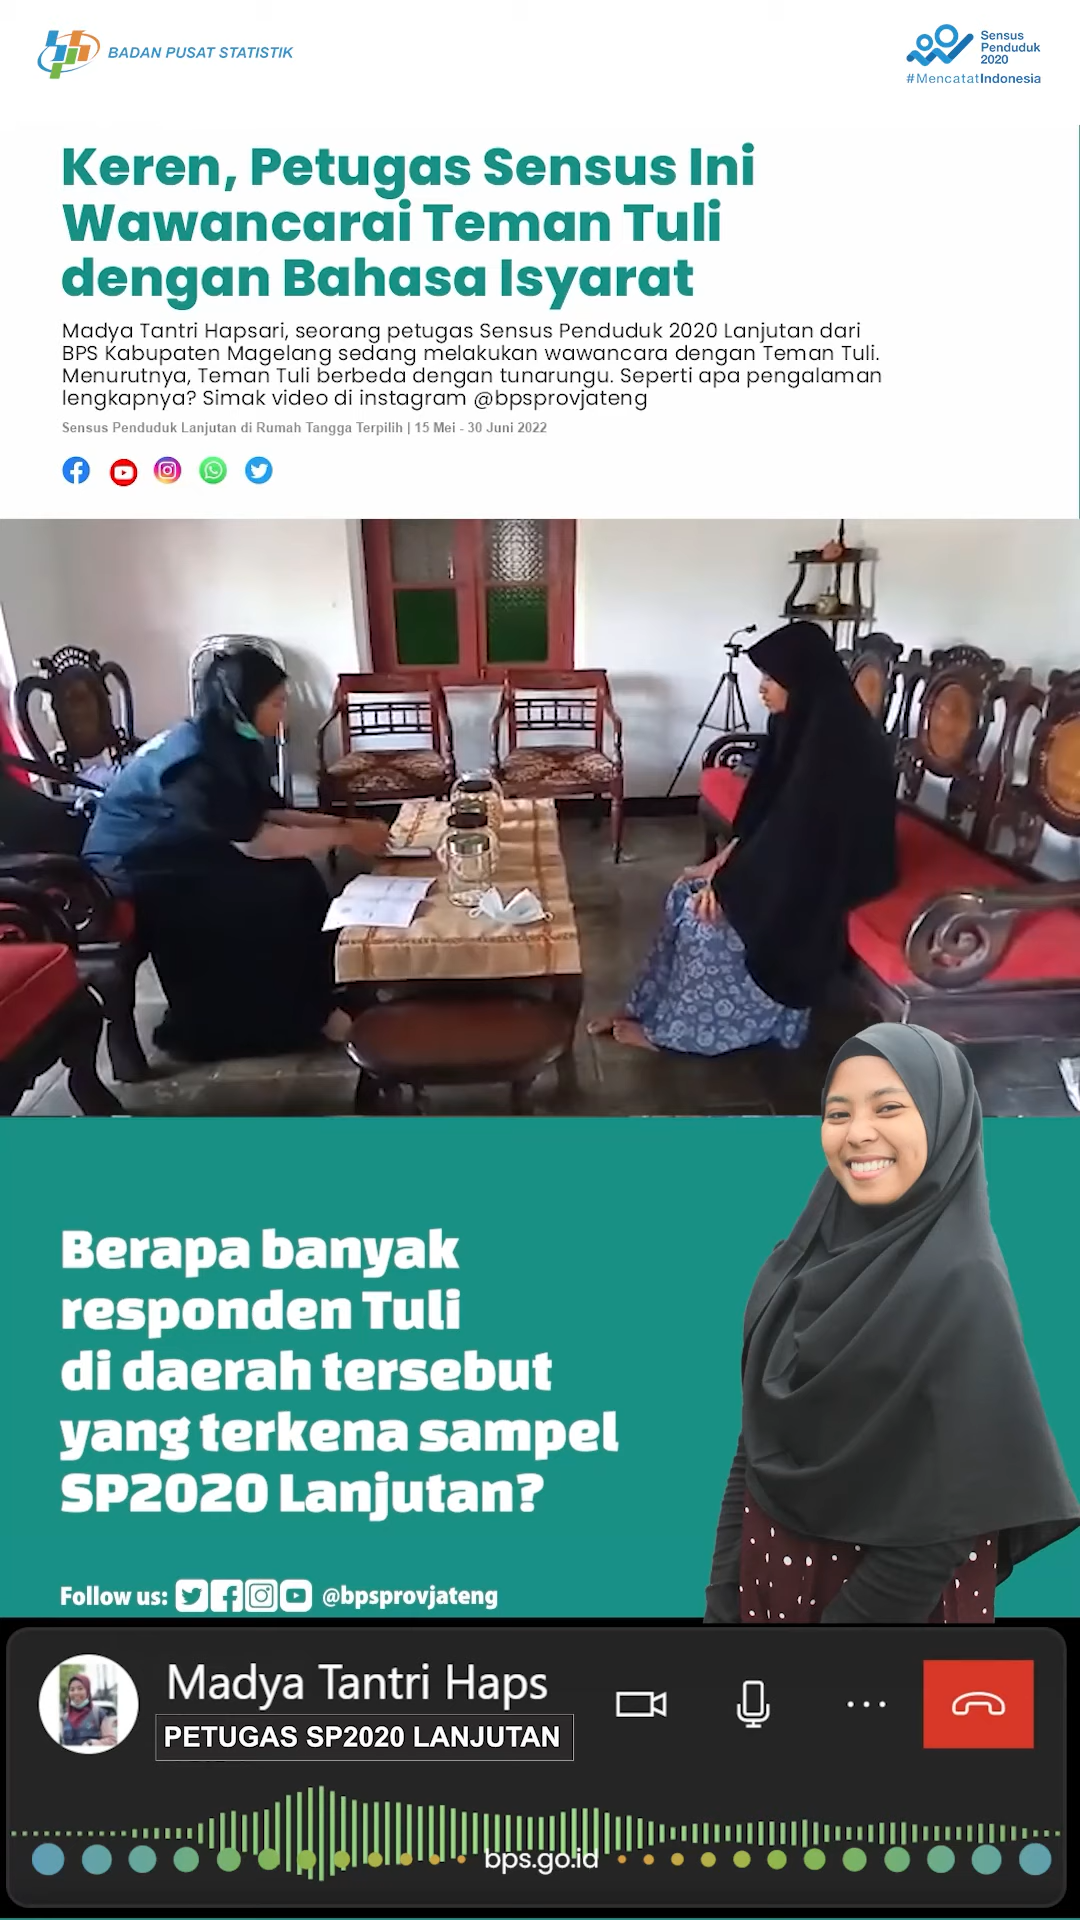 BADAN PUSAT STATISTIK
Sensus
Penduduk
2020
#MencatatIndonesia
Keren, Petugas Sensus Ini
Wawancarai Teman Tuli
dengan Bahasa Isyarat
Madya Tantri Hapsari, seorang petugas Sensus Penduduk 2020 Lanjutan dari
BPS Kabupaten Magelang sedang melakukan wawancara dengan Teman Tuli.
Menurutnya, Teman Tuli berbeda dengan tunarungu. Seperti apa pengalaman
lengkapnya? Simak video di instagram @bpsprovjateng
Sensus Penduduk Lanjutan di Rumah Tangga Terpilih | 15 Mei - 30 Juni 2022
Berapa banyak
responden Tuli
di daerah tersebut
yang terkena sampel
SP2020 Lanjutan?
Follow us: @bpsprovjateng
Madya Tantri Haps
PETUGAS SP2020 LANJUTAN
bps.go.id